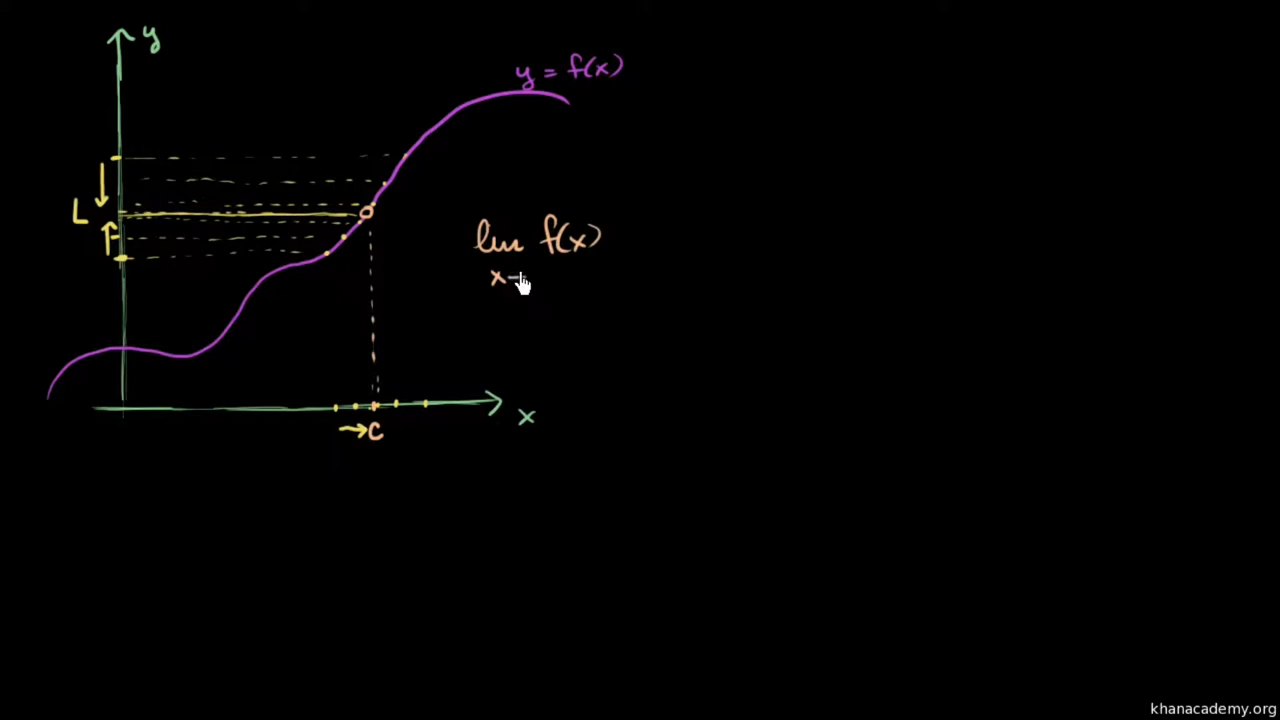 y
y = f(x)
L
lim f(x)
x-
C
x
khanacademy.org